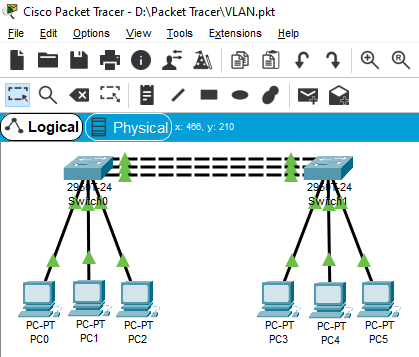 Cisco Packet Tracer - D:\Packet Tracer\VLAN.pkt
File Edit Options View Tools Extensions Help
Logical Physical x: 466, y: 210
2950T-24
Switch0
2950T-24
Switch1
PC-PT
PC0
PC-PT
PC1
PC-PT
PC2
PC-PT
PC3
PC-PT
PC4
PC-PT
PC5